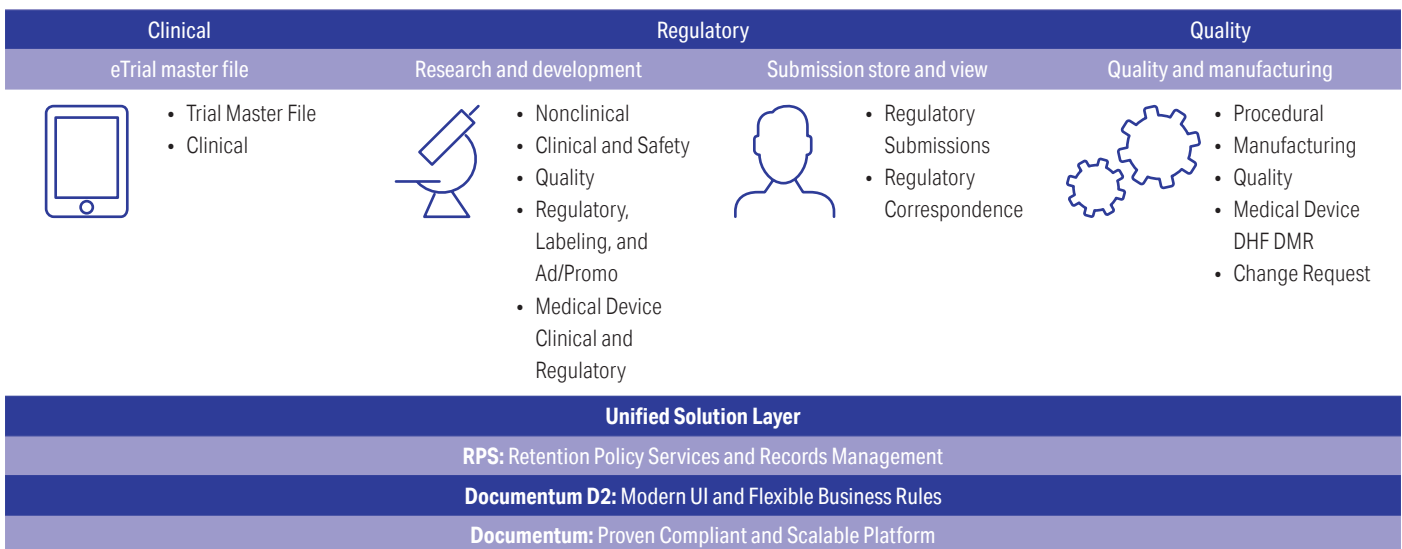 Clinical
Regulatory
Quality
eTrial master file
Research and development
Submission store and view
Quality and manufacturing
• Trial Master File
• Clinical
• Nonclinical
• Clinical and Safety
• Quality
• Regulatory,
Labeling, and
Ad/Promo
• Medical Device
Clinical and
Regulatory
• Regulatory
Submissions
• Regulatory
Correspondence
• Procedural
• Manufacturing
• Quality
• Medical Device
DHF DMR
• Change Request
Unified Solution Layer
RPS: Retention Policy Services and Records Management
Documentum D2: Modern UI and Flexible Business Rules
Documentum: Proven Compliant and Scalable Platform